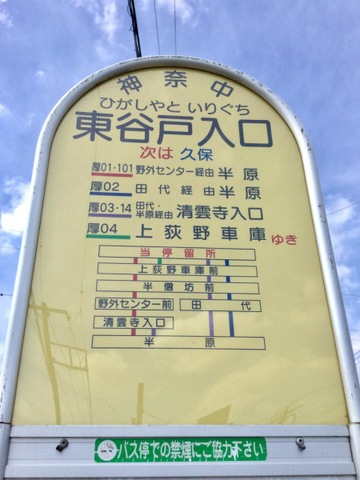 神奈中
ひがしやと いりぐち
東谷戸入口
次は 久保
厚01・101 野外センター経由 半原
厚02 田代経由 半原
厚03・14 田代・半原経由 清雲寺入口
厚04 上荻野車庫ゆき
当停留所
上荻野車庫前
半僧坊前
野外センター前 田代
清雲寺入口
半原
バス停での禁煙にご協力下さい